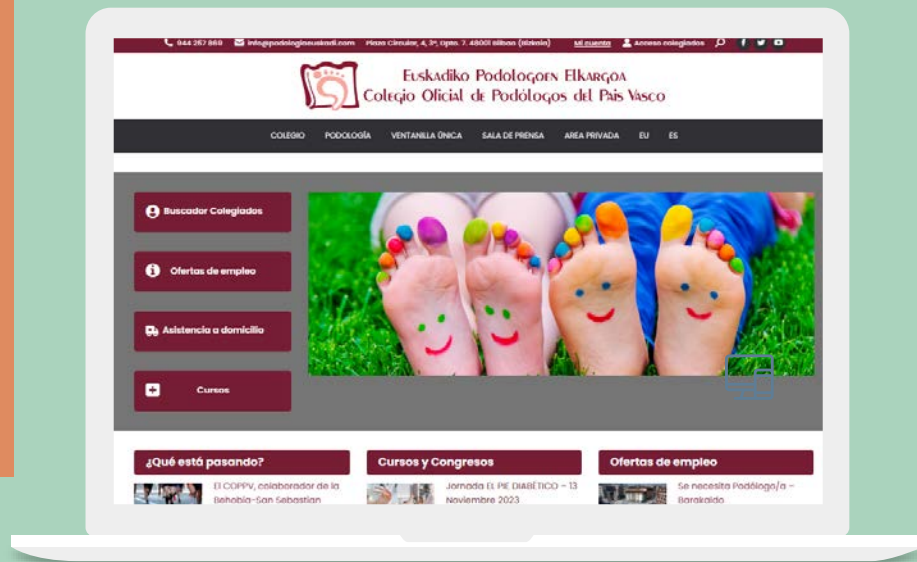 944 257 869 info@podologiaeuskadi.com Plaza Circular, 4, 3º, Dpto. 7. 48001 Bilbao (Bizkaia) Mi cuenta Acceso colegiados
Euskadiko Podologoen Elkargoa
Colegio Oficial de Podólogos del País Vasco
COLEGIO PODOLOGÍA VENTANILLA ÚNICA SALA DE PRENSA AREA PRIVADA EU ES
Buscador Colegiados
Ofertas de empleo
Asistencia a domicilio
Cursos
¿Qué está pasando? Cursos y Congresos Ofertas de empleo
El COPPV, colaborador de la Jornada EL PIE DIABÉTICO – 13 Se necesita Podólogo/a –
Behobia-San Sebastian Noviembre 2023 Barakaldo